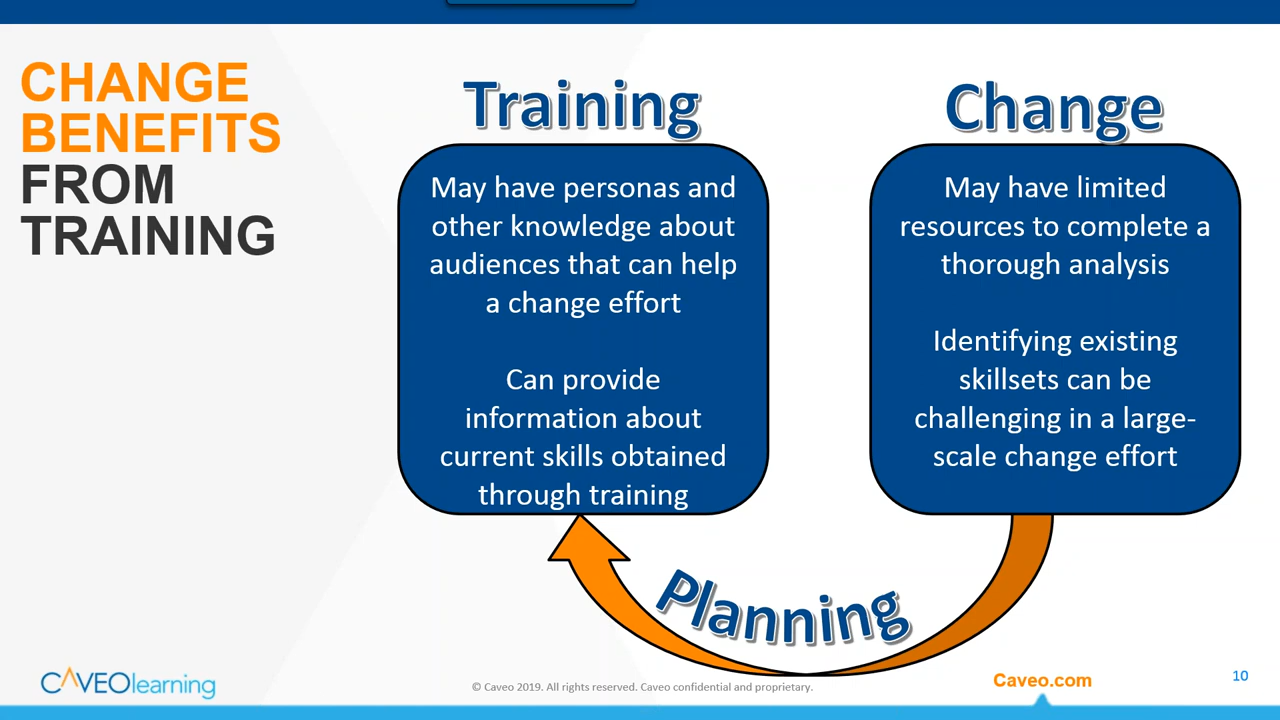 CHANGE
BENEFITS
FROM
TRAINING
Training
May have personas and
other knowledge about
audiences that can help
a change effort
Can provide
information about
current skills obtained
through training
Change
May have limited
resources to complete a
thorough analysis
Identifying existing
skillsets can be
challenging in a large-
scale change effort
Planning
CAVEOlearning
© Caveo 2019. All rights reserved. Caveo confidential and proprietary.
Caveo.com
10